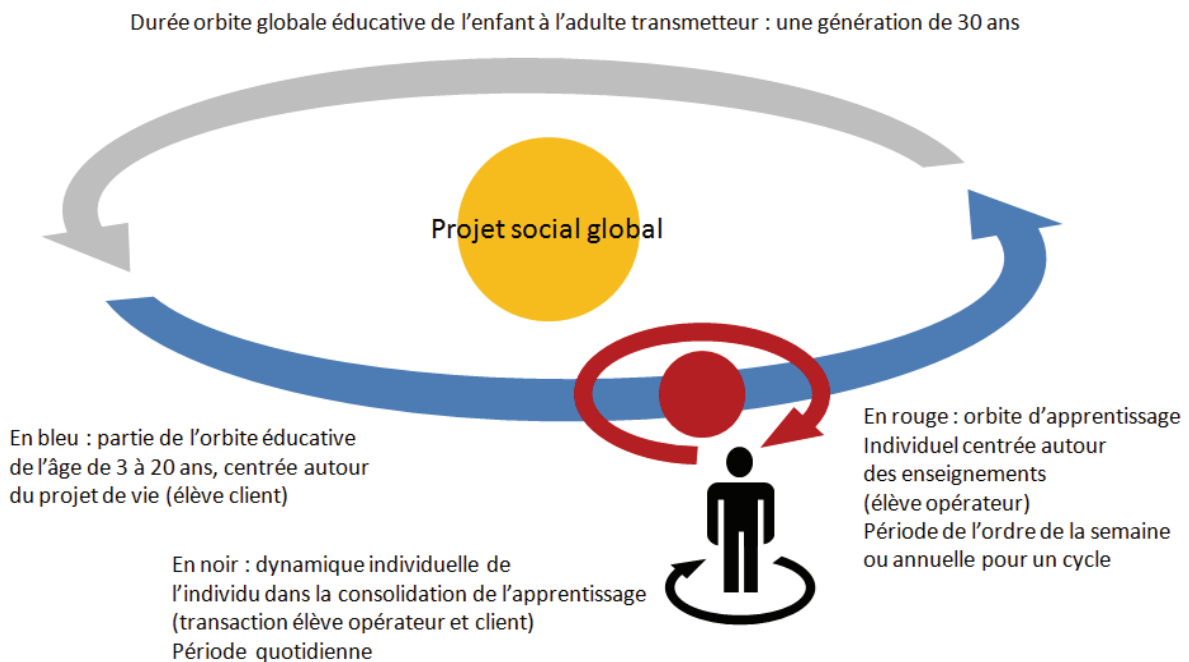 Durée orbite globale éducative de l’enfant à l’adulte transmetteur : une génération de 30 ans
Projet social global
En bleu : partie de l’orbite éducative
de l’âge de 3 à 20 ans, centrée autour
du projet de vie (élève client)
En rouge : orbite d’apprentissage
Individuel centrée autour
des enseignements
(élève opérateur)
Période de l’ordre de la semaine
ou annuelle pour un cycle
En noir : dynamique individuelle de
l’individu dans la consolidation de l’apprentissage
(transaction élève opérateur et client)
Période quotidienne